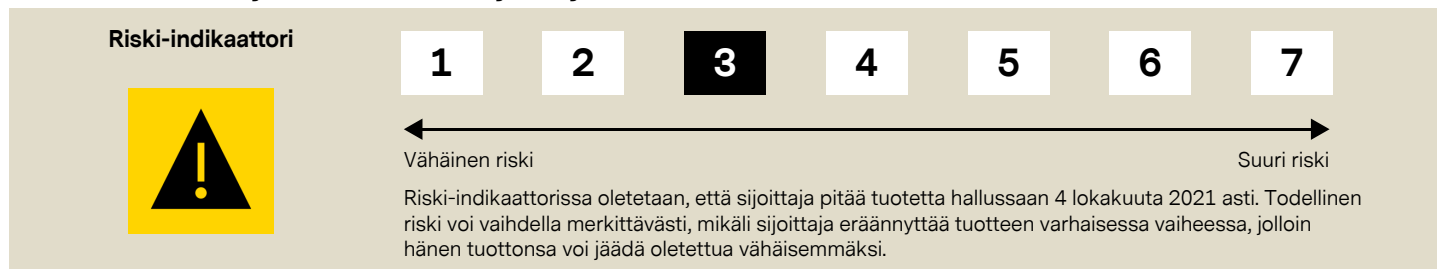 Riski-indikaattori
1 2 3 4 5 6 7
Vähäinen riski Suuri riski
Riski-indikaattorissa oletetaan, että sijoittaja pitää tuotetta hallussaan 4 lokakuuta 2021 asti. Todellinen
riski voi vaihdella merkittävästi, mikäli sijoittaja eräännyttää tuotteen varhaisessa vaiheessa, jolloin
hänen tuottonsa voi jäädä oletettua vähäisemmäksi.